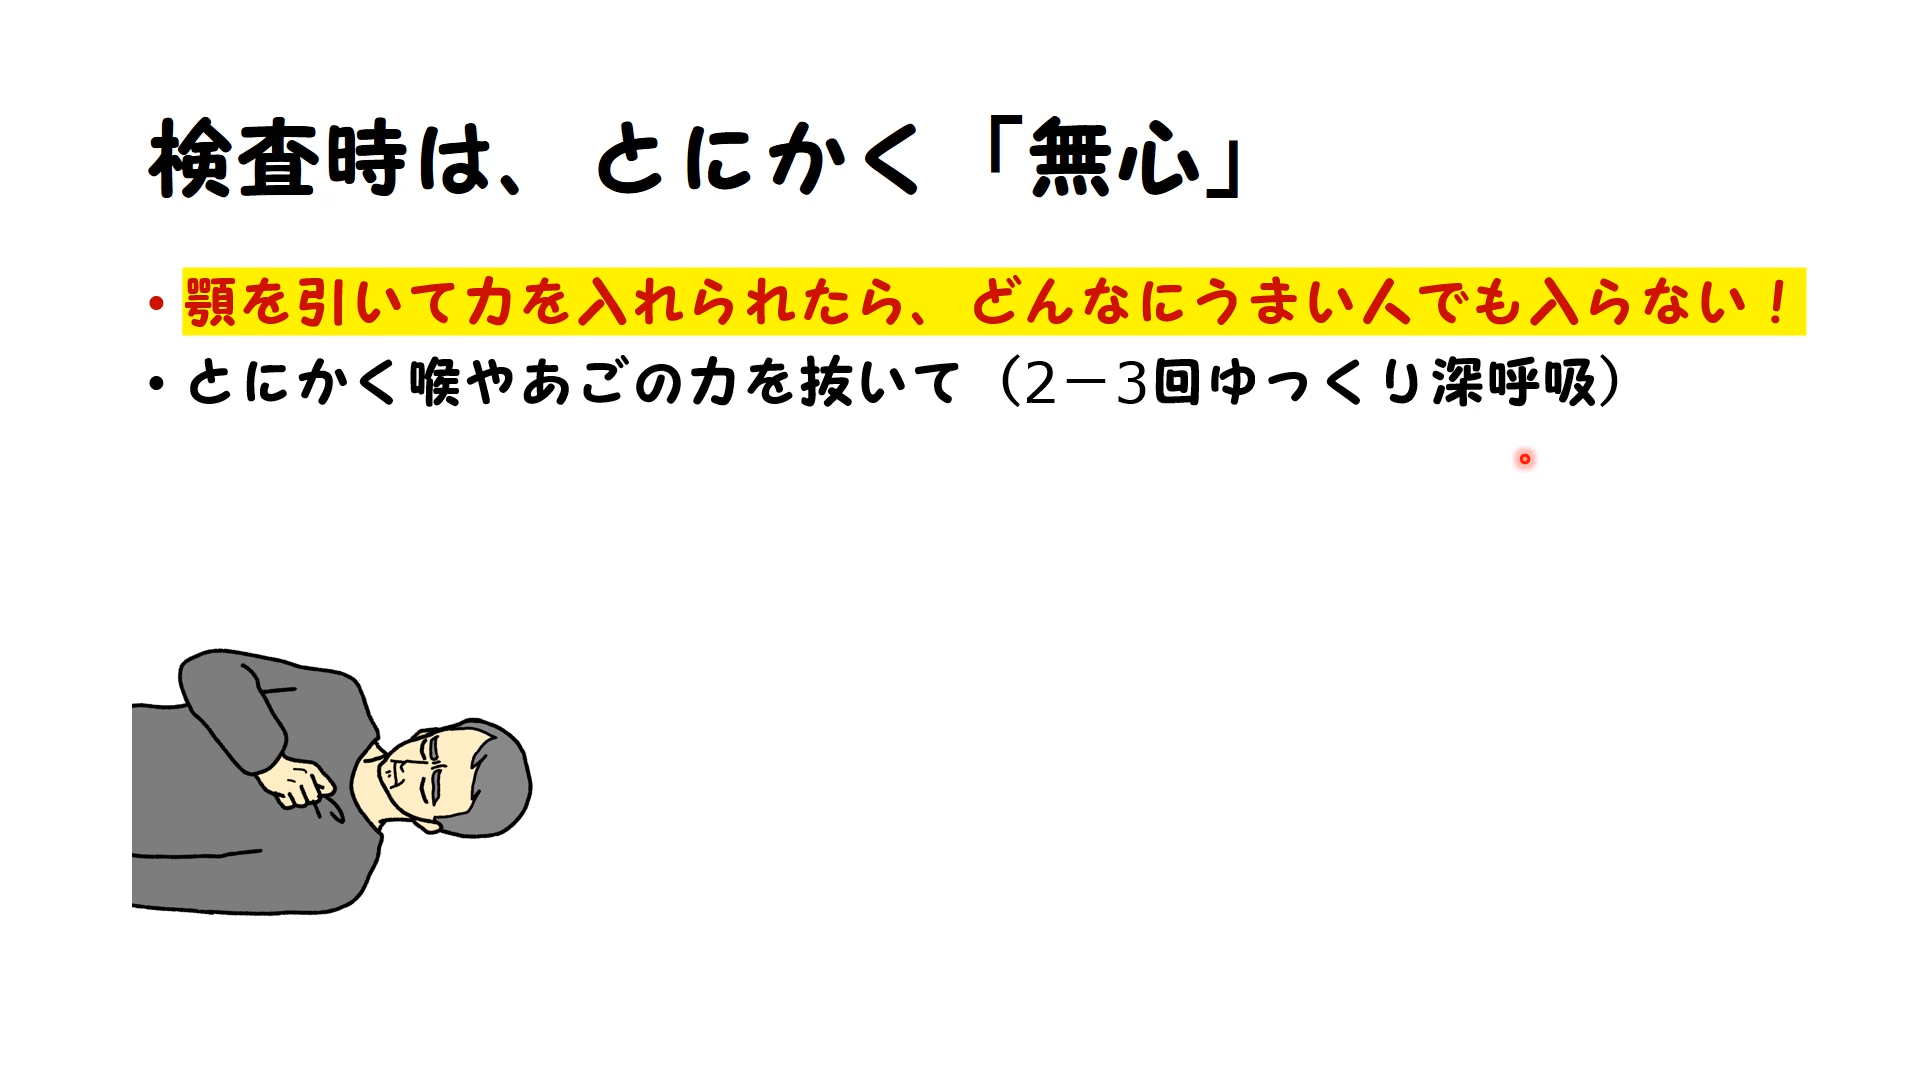 検査時は、とにかく「無心」
• 顎を引いて力を入れられたら、どんなにうまい人でも入らない！
• とにかく喉やあごの力を抜いて（2－3回ゆっくり深呼吸）